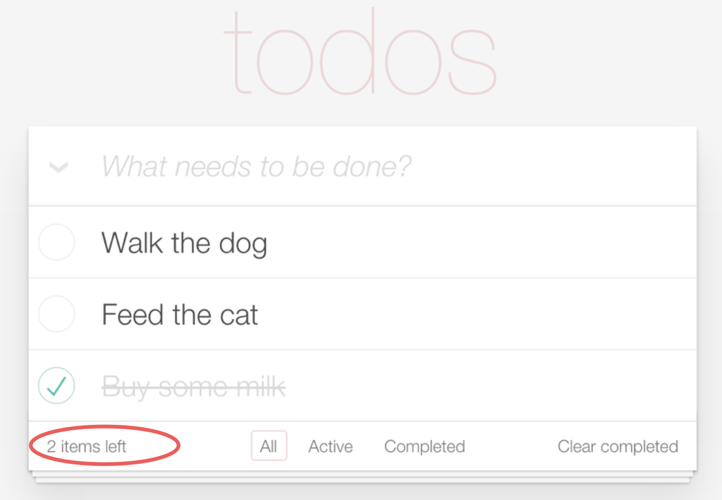 todos
What needs to be done?
Walk the dog
Feed the cat
Buy some milk
2 items left All Active Completed Clear completed